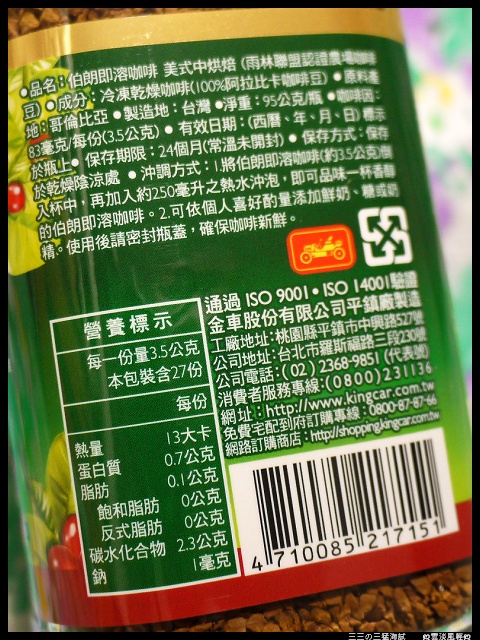 ●品名：伯朗即溶咖啡 美式中烘焙 (雨林聯盟認證農場咖啡
豆) ●成分：冷凍乾燥咖啡(100%阿拉比卡咖啡豆) ●原料產
地：哥倫比亞 ●製造地：台灣 ●淨重：95公克/瓶 ●咖啡因：
83毫克/每份(3.5公克) ● 有效日期：(西曆、年、月、日) 標示
於瓶上● 保存期限：24個月(常溫未開封) ● 保存方式：保存
於乾燥陰涼處 ● 沖調方式：1.將伯朗即溶咖啡(約3.5公克)倒
入杯中，再加入約250毫升之熱水沖泡，即可品味一杯香醇
的伯朗即溶咖啡。2.可依個人喜好酌量添加鮮奶、糖或奶
精。使用後請密封瓶蓋，確保咖啡新鮮。
營養標示
每一份量3.5公克
本包裝含27份
每份
熱量 13大卡
蛋白質 0.7公克
脂肪 0.1公克
飽和脂肪 0公克
反式脂肪 0公克
碳水化合物 2.3公克
鈉 1毫克
通過 ISO 9001 • ISO 14001驗證
金車股份有限公司平鎮廠製造
工廠地址：桃園縣平鎮市中興路527號
公司地址：台北市羅斯福路三段230號
公司電話：(02) 2368-9851 (代表號)
消費者服務專線：(0800)231136
網址：http://www.kingcar.com.tw
免費宅配到府訂購專線：0800-87-87-66
網路訂購商店：http://shopping.kingcar.com.tw
4 710085 217151
三三の三猛海賊